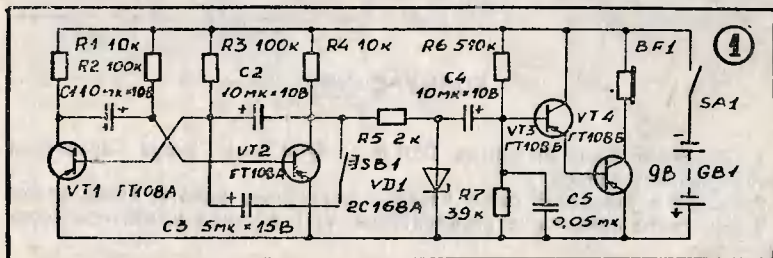 R1 10к
R2 100к
C1 10мк=10В
R3 100к
C2
10мк=10В
R4 10к
R5 2к
C4
10мк=10В
R6 510к
BF1
1
SA1
VT1 ГТ108А
VT2
ГТ108А
SB1
C3 5мк=15В
VD1
2С168А
VT3
ГТ108Б
VT4
ГТ108Б
R7
39к
C5
0,05мк
9В
GB1